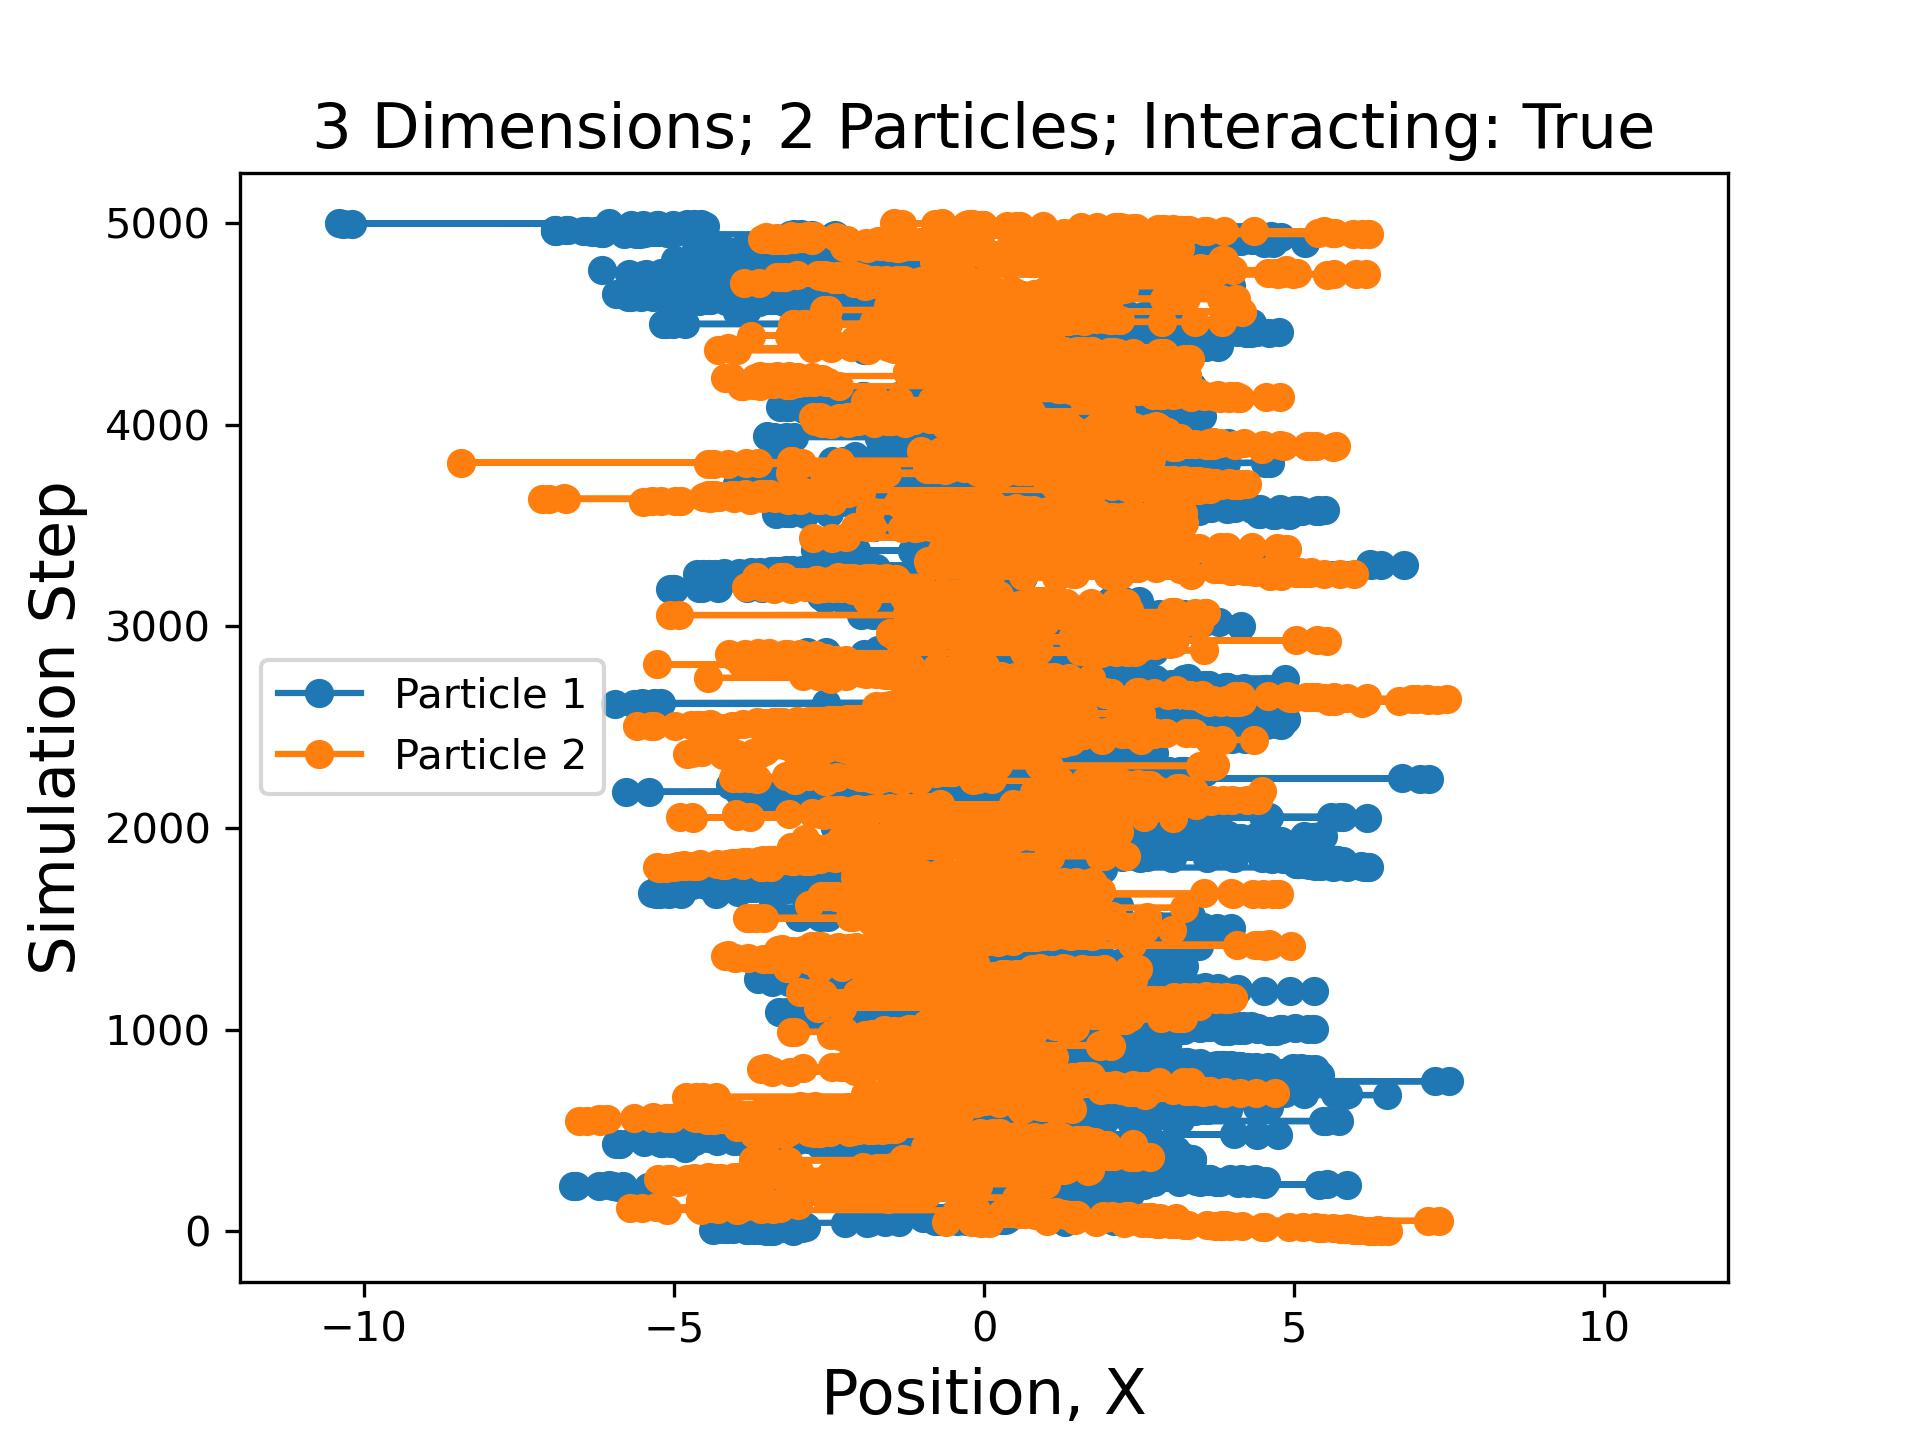 3 Dimensions; 2 Particles; Interacting: True
Simulation Step
5000
4000
3000
2000
1000
0
Particle 1
Particle 2
−10
−5
0
5
10
Position, X